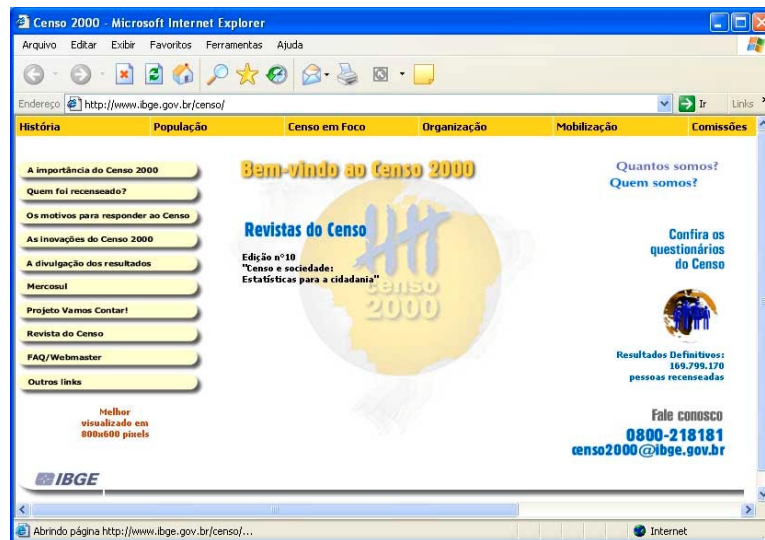 Censo 2000 - Microsoft Internet Explorer
Arquivo Editar Exibir Favoritos Ferramentas Ajuda
Endereço http://www.ibge.gov.br/censo/ Ir Links
História População Censo em Foco Organização Mobilização Comissões
A importância do Censo 2000
Quem foi recenseado?
Os motivos para responder ao Censo
As inovações do Censo 2000
A divulgação dos resultados
Mercosul
Projeto Vamos Contar!
Revista do Censo
FAQ/Webmaster
Outros links
Melhor
visualizado em
800x600 pixels
IBGE
Bem-vindo ao Censo 2000
Revistas do Censo
Edição nº10
"Censo e sociedade:
Estatísticas para a cidadania"
censo
2000
Quantos somos?
Quem somos?
Confira os
questionários
do Censo
Resultados Definitivos:
169.799.170
pessoas recenseadas
Fale conosco
0800-218181
censo2000@ibge.gov.br
Abrindo página http://www.ibge.gov.br/censo/... Internet